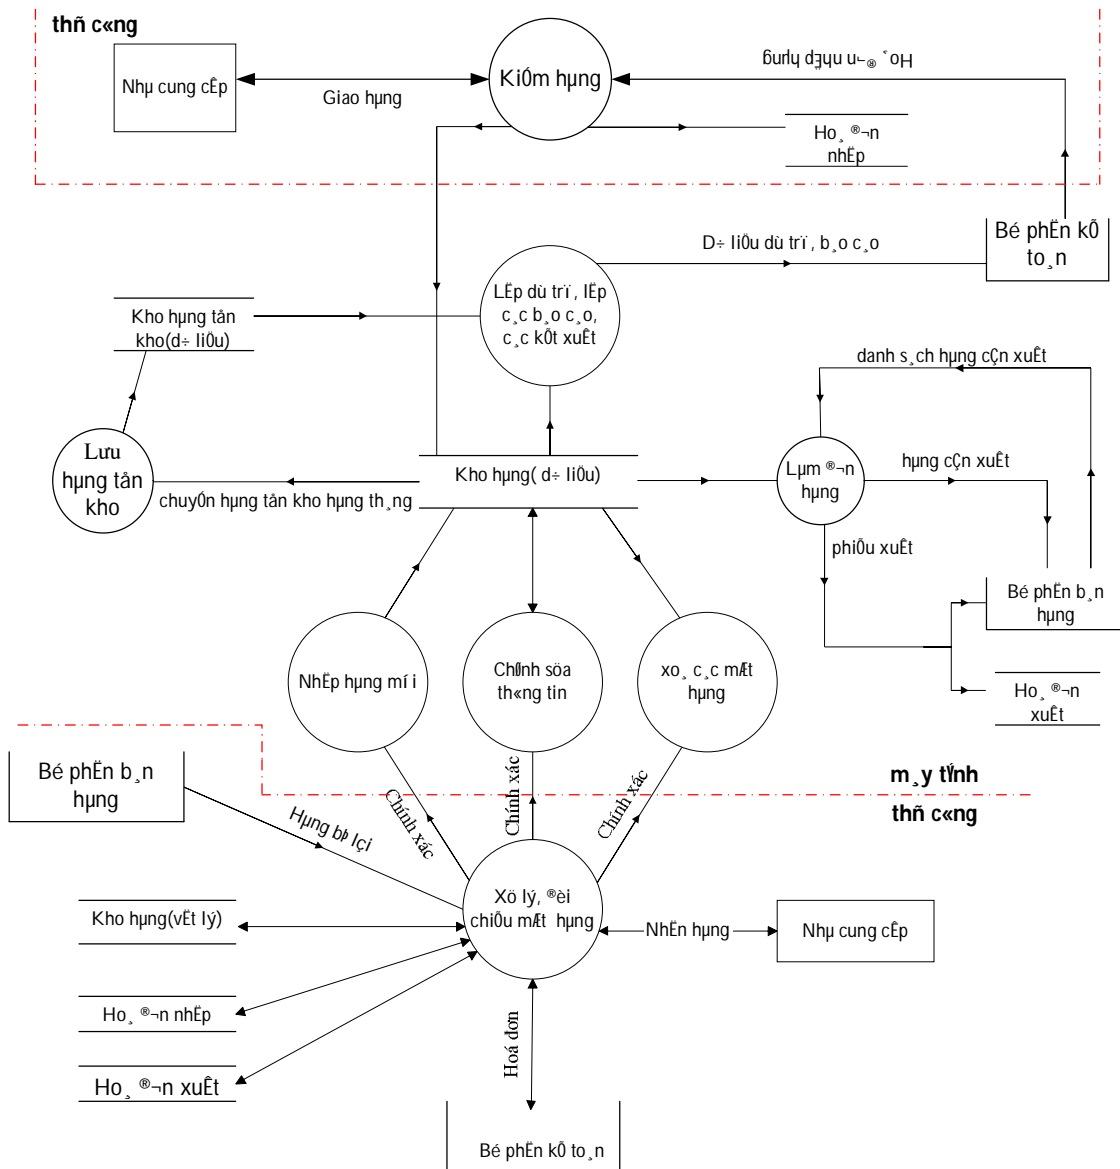 thñ c«ng
Nhµ cung cÊp
Giao hµng
KiÓm hµng
Ho¸ ®¬n nhËp hµng
Ho¸ ®¬n
nhËp
Bé phËn kÕ
to¸n
D÷ liÖu dù trï, b¸o c¸o
LËp dù trï, lËp
c¸c b¸o c¸o,
c¸c kÕt xuÊt
Kho hµng tån
kho(d÷ liÖu)
danh s¸ch hµng cÇn xuÊt
Lưu
hµng tån
kho
chuyÓn hµng tån kho hµng th¸ng
Kho hµng( d÷ liÖu)
Lµm ®¬n
hµng
hµng cÇn xuÊt
phiÕu xuÊt
Bé phËn b¸n
hµng
Ho¸ ®¬n
xuÊt
NhËp hµng míi
ChØnh söa
th«ng tin
xo¸ c¸c mÆt
hµng
m¸y tÝnh
thñ c«ng
Bé phËn b¸n
hµng
Hµng bÞ lçi
Chính xác
Chính xác
Chính xác
Xö lý, ®èi
chiÕu mÆt hµng
Kho hµng(vËt lý)
NhËn hµng
Nhµ cung cÊp
Ho¸ ®¬n nhËp
Ho¸ ®¬n xuÊt
Hoá đơn
Bé phËn kÕ to¸n